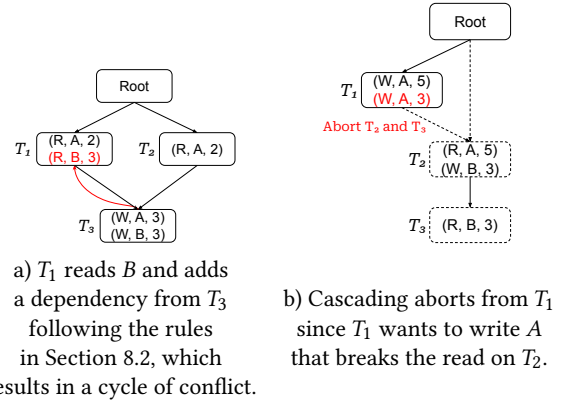 Root
T₁
(R, A, 2)
(R, B, 3)
T₂
(R, A, 2)
T₃
(W, A, 3)
(W, B, 3)
a) T₁ reads B and adds
a dependency from T₃
following the rules
in Section 8.2, which
esults in a cycle of conflict.
Root
T₁
(W, A, 5)
(W, A, 3)
Abort T₂ and T₃
T₂
(R, A, 5)
(W, B, 3)
T₃
(R, B, 3)
b) Cascading aborts from T₁
since T₁ wants to write A
that breaks the read on T₂.